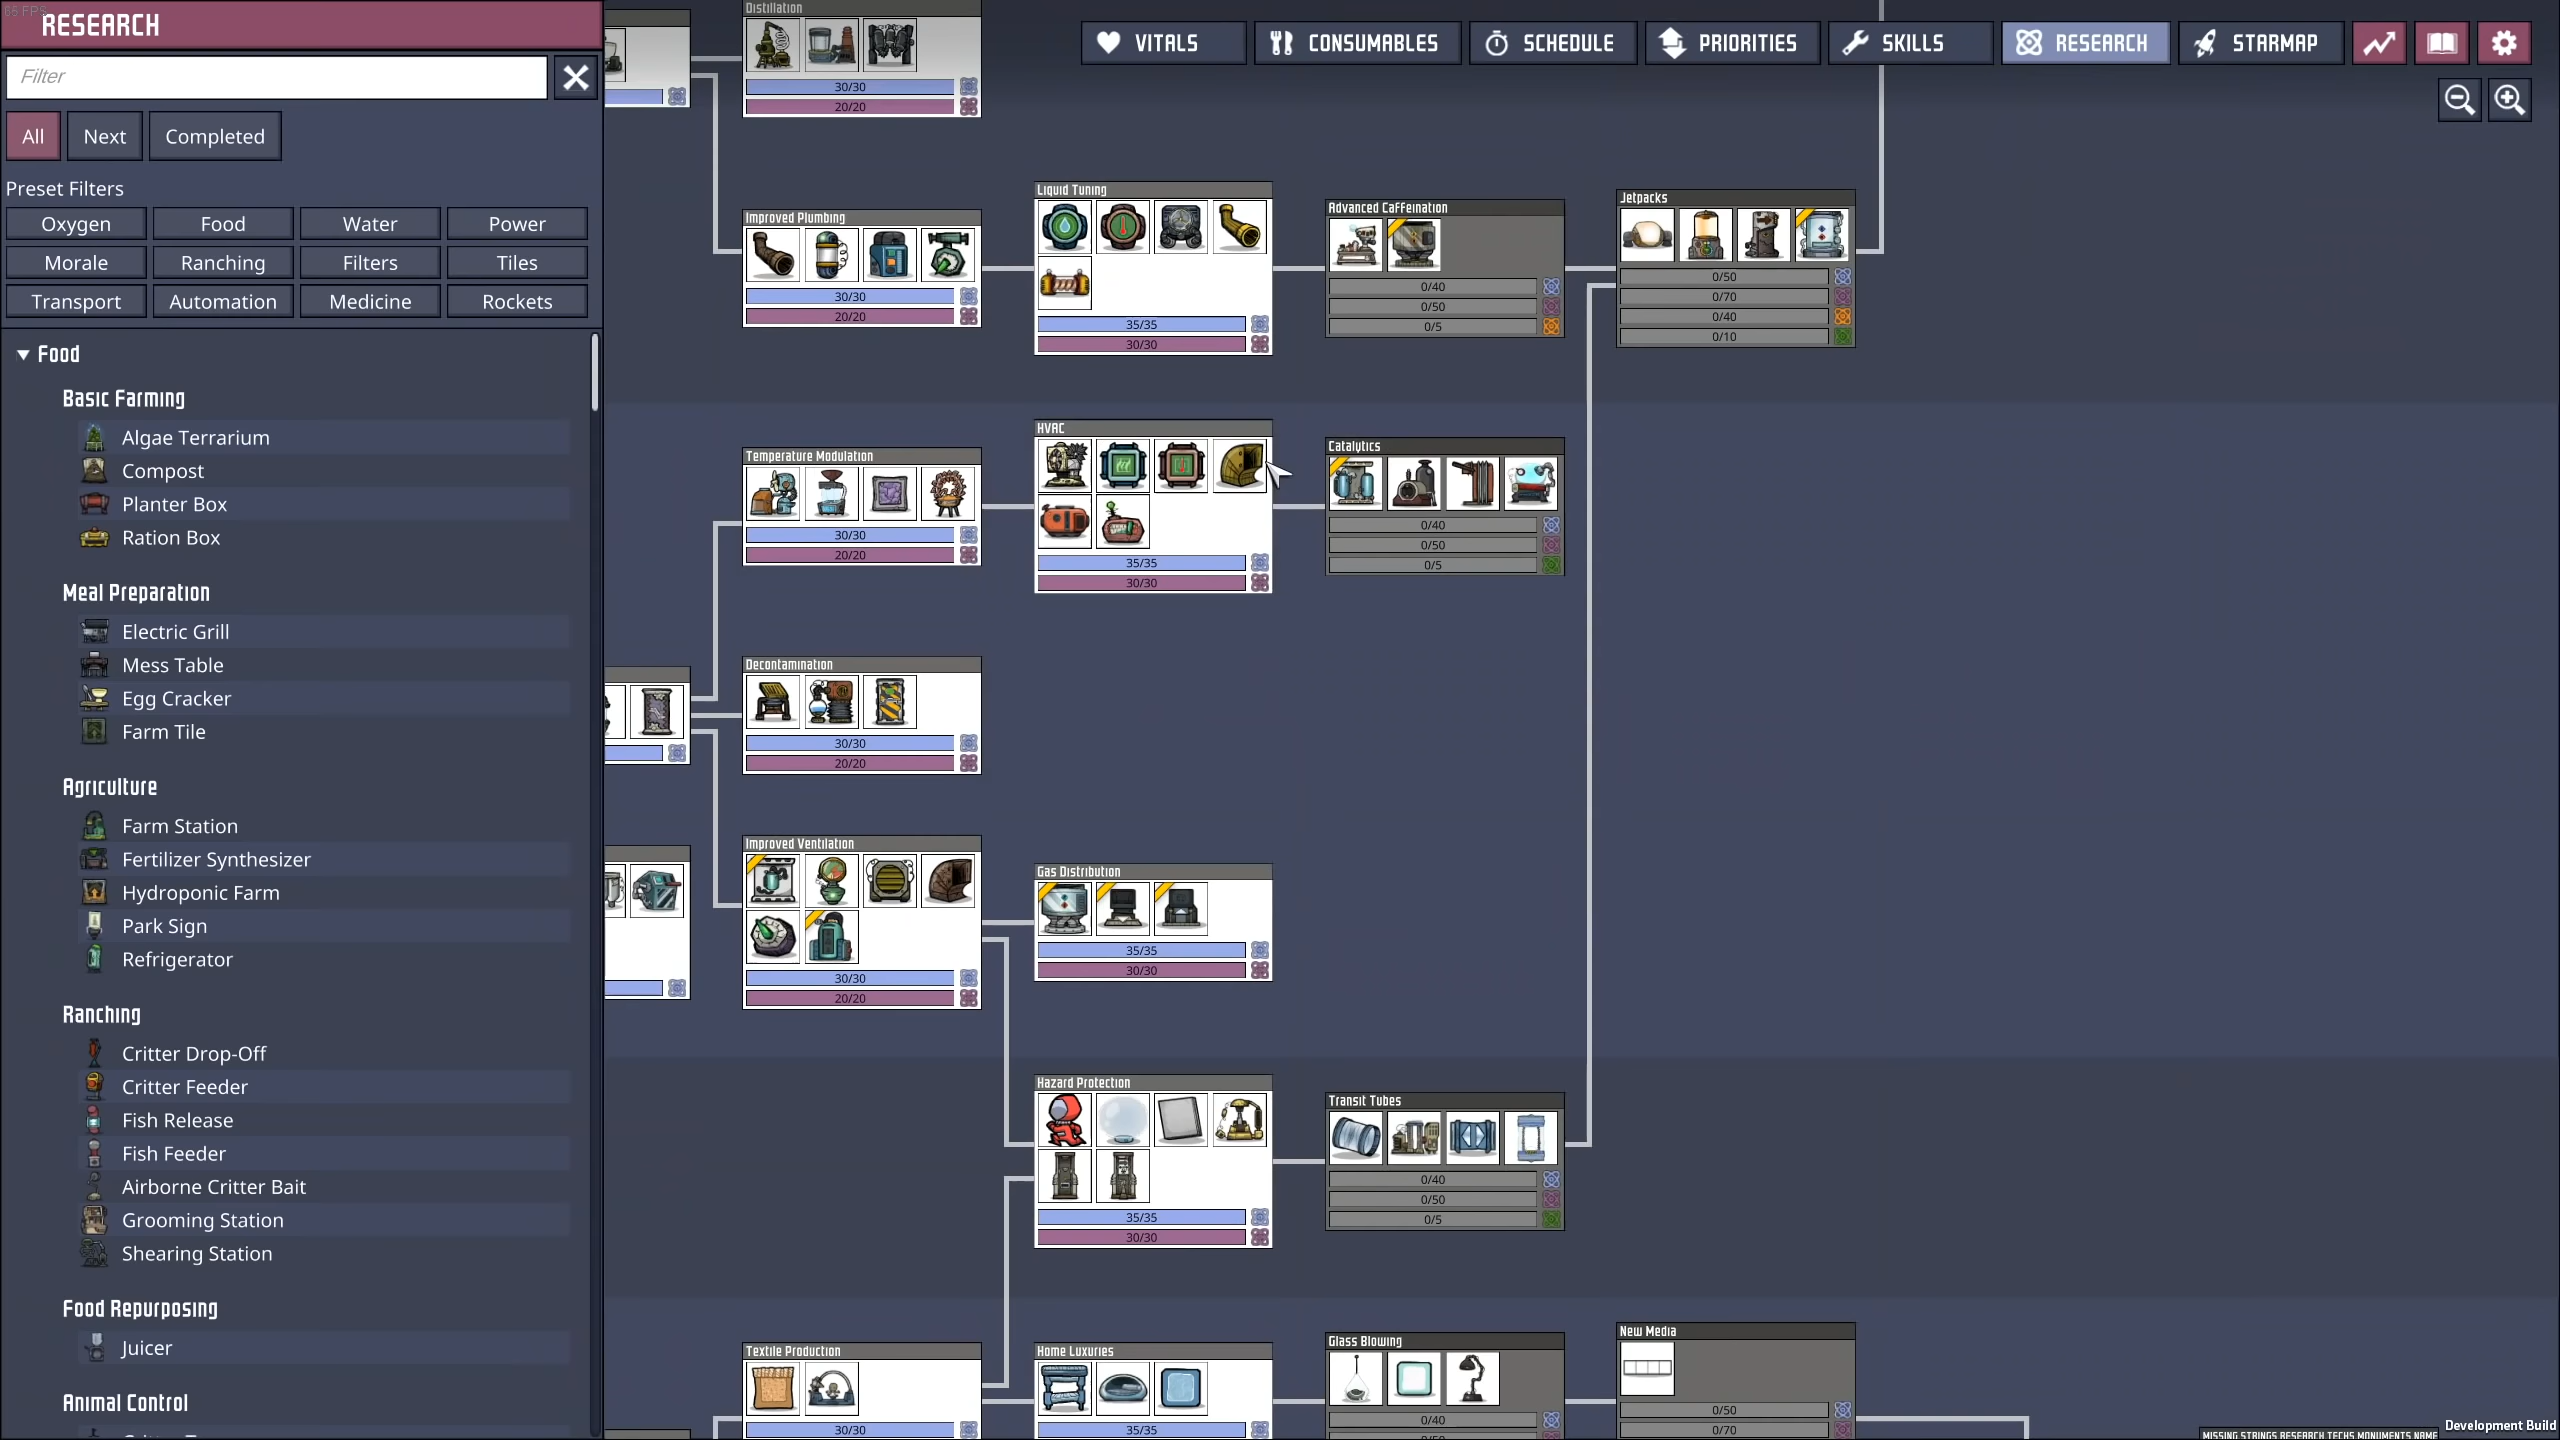 65 FPS
RESEARCH
Filter
All Next Completed
Preset Filters
Oxygen Food Water Power
Morale Ranching Filters Tiles
Transport Automation Medicine Rockets
Food
Basic Farming
Algae Terrarium
Compost
Planter Box
Ration Box
Meal Preparation
Electric Grill
Mess Table
Egg Cracker
Farm Tile
Agriculture
Farm Station
Fertilizer Synthesizer
Hydroponic Farm
Park Sign
Refrigerator
Ranching
Critter Drop-Off
Critter Feeder
Fish Release
Fish Feeder
Airborne Critter Bait
Grooming Station
Shearing Station
Food Repurposing
Juicer
Animal Control
VITALS CONSUMABLES SCHEDULE PRIORITIES SKILLS RESEARCH STARMAP
Distillation
30/30
20/20
Improved Plumbing
30/30
20/20
Liquid Tuning
35/35
30/30
Advanced Caffeination
0/40
0/50
0/5
Jetpacks
0/50
0/70
0/40
0/10
Temperature Modulation
30/30
20/20
HVAC
35/35
30/30
Catalytics
0/40
0/50
0/5
Decontamination
30/30
20/20
Improved Ventilation
30/30
20/20
Gas Distribution
35/35
30/30
Hazard Protection
35/35
30/30
Transit Tubes
0/40
0/50
0/5
Textile Production
30/30
Home Luxuries
35/35
Glass Blowing
0/40
New Media
0/50
0/70
Development Build
MISSING STRINGS RESEARCH TECHS MONUMENTS NAME